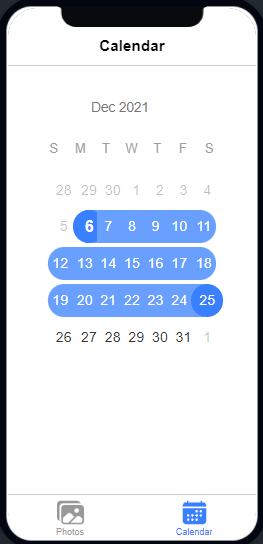 Calendar
Dec 2021
S M T W T F S
28 29 30 1 2 3 4
5 6 7 8 9 10 11
12 13 14 15 16 17 18
19 20 21 22 23 24 25
26 27 28 29 30 31 1
Photos Calendar